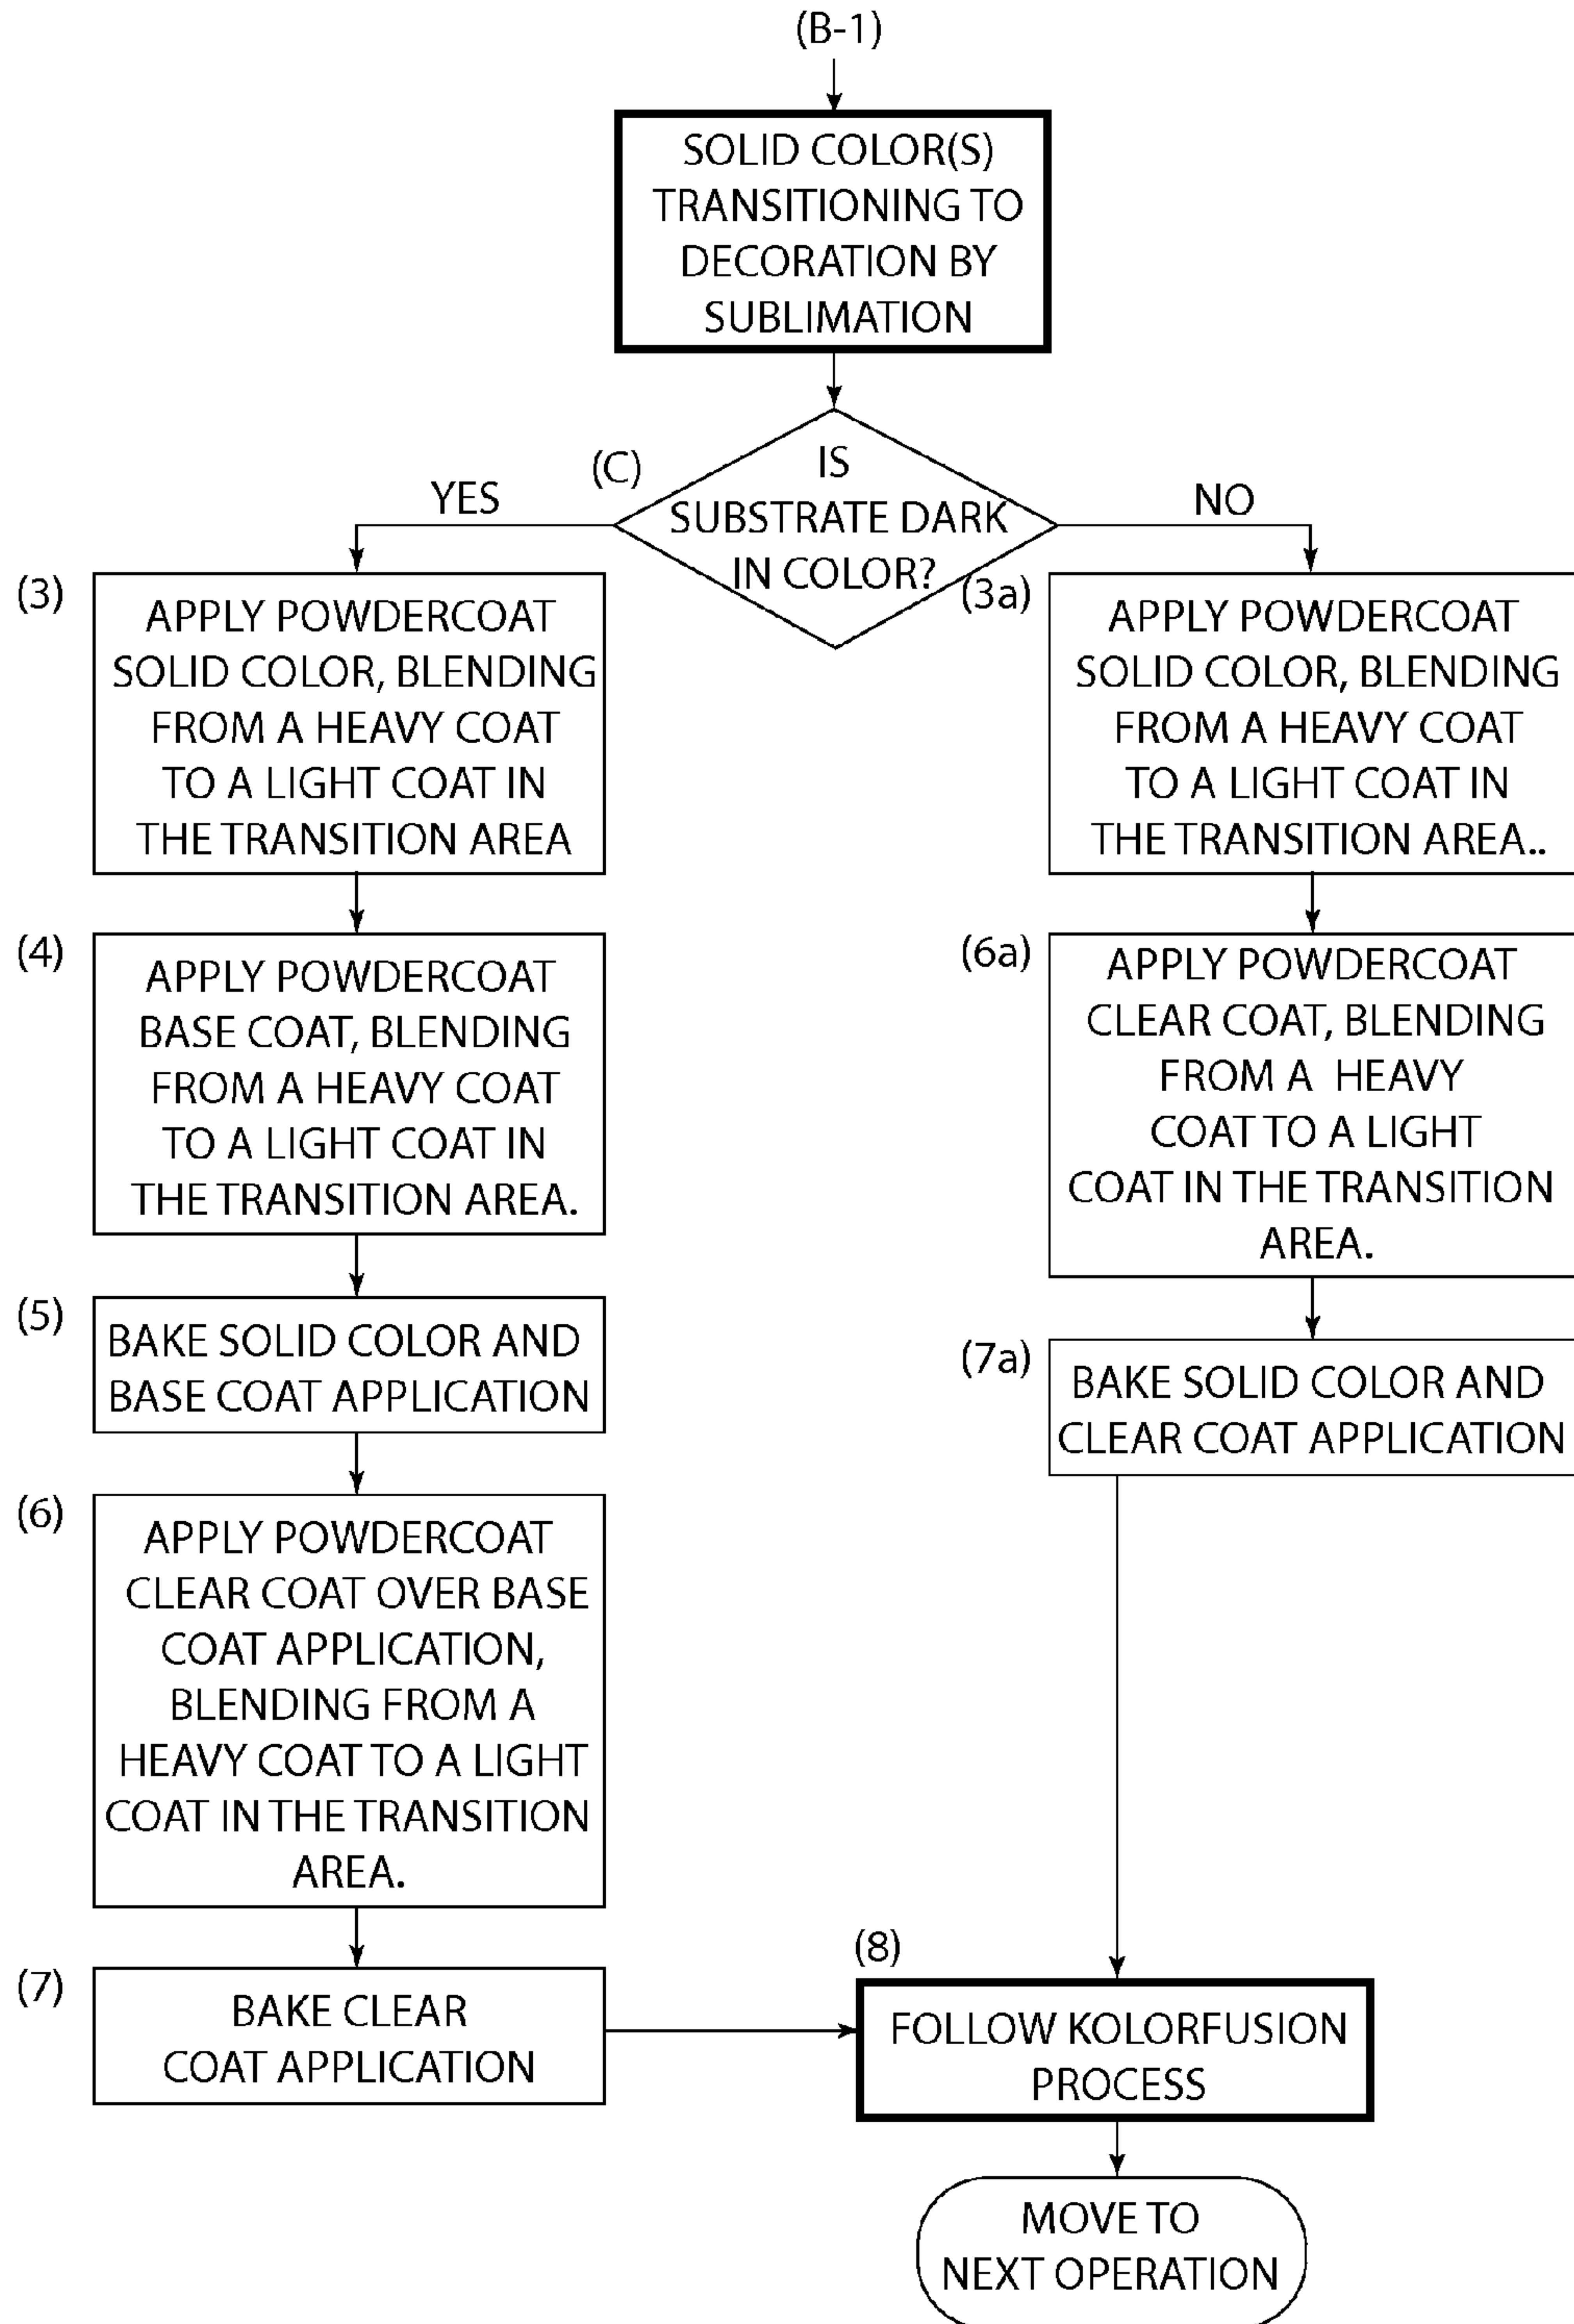 (B-1)
SOLID COLOR(S)
TRANSITIONING TO
DECORATION BY
SUBLIMATION
(C)
IS
SUBSTRATE DARK
IN COLOR?
YES
NO
(3)
APPLY POWDERCOAT
SOLID COLOR, BLENDING
FROM A HEAVY COAT
TO A LIGHT COAT IN
THE TRANSITION AREA
(3a)
APPLY POWDERCOAT
SOLID COLOR, BLENDING
FROM A HEAVY COAT
TO A LIGHT COAT IN
THE TRANSITION AREA..
(4)
APPLY POWDERCOAT
BASE COAT, BLENDING
FROM A HEAVY COAT
TO A LIGHT COAT IN
THE TRANSITION AREA.
(6a)
APPLY POWDERCOAT
CLEAR COAT, BLENDING
FROM A HEAVY
COAT TO A LIGHT
COAT IN THE TRANSITION
AREA.
(5)
BAKE SOLID COLOR AND
BASE COAT APPLICATION
(7a)
BAKE SOLID COLOR AND
CLEAR COAT APPLICATION
(6)
APPLY POWDERCOAT
CLEAR COAT OVER BASE
COAT APPLICATION,
BLENDING FROM A
HEAVY COAT TO A LIGHT
COAT IN THE TRANSITION
AREA.
(7)
BAKE CLEAR
COAT APPLICATION
(8)
FOLLOW KOLORFUSION
PROCESS
MOVE TO
NEXT OPERATION